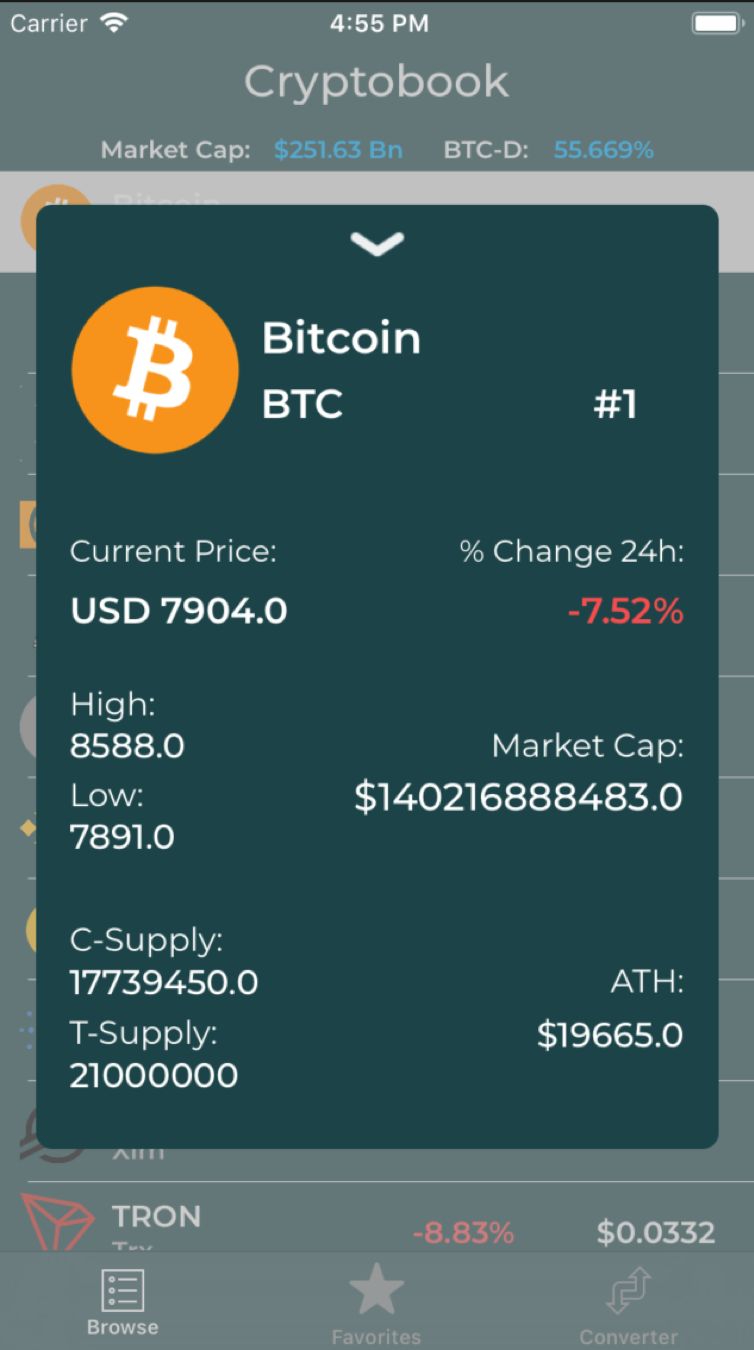 Carrier 4:55 PM
Cryptobook
Market Cap: $251.63 Bn BTC-D: 55.669%
Bitcoin
Bitcoin
BTC #1
Current Price: % Change 24h:
USD 7904.0 -7.52%
High:
8588.0
Market Cap:
Low:
$140216888483.0
7891.0
C-Supply:
17739450.0
ATH:
T-Supply:
$19665.0
21000000
Xlm
TRON
-8.83% $0.0332
Trx
Browse Favorites Converter